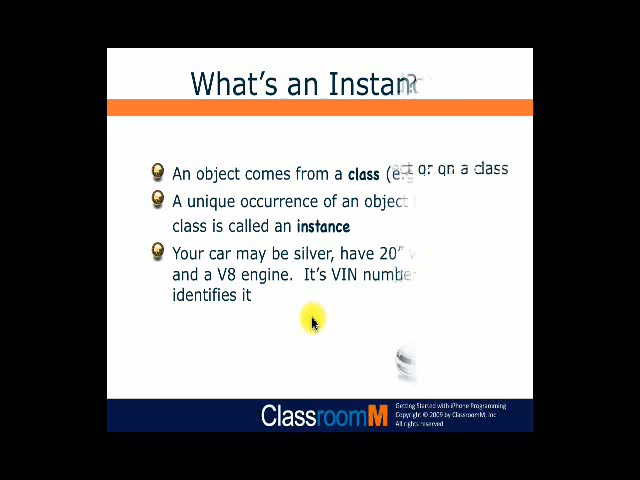 What's an Instan
An object comes from a class (e.g
ect or on a class
A unique occurrence of an object
class is called an instance
Your car may be silver, have 20"
and a V8 engine. It's VIN numbe
identifies it
ClassroomM
Getting Started with iPhone Programming
Copyright © 2009 by ClassroomM, Inc
All rights reserved